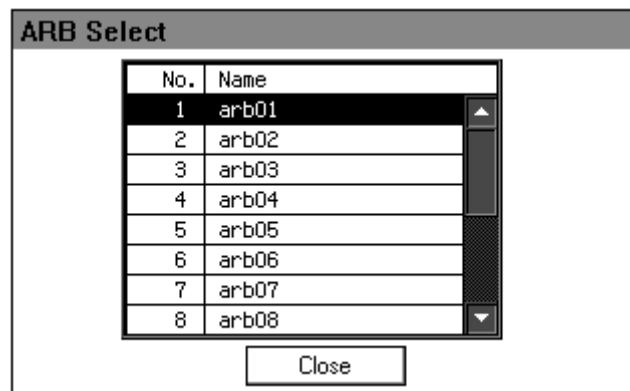 ARB Select
No. Name
1 arb01
2 arb02
3 arb03
4 arb04
5 arb05
6 arb06
7 arb07
8 arb08
Close